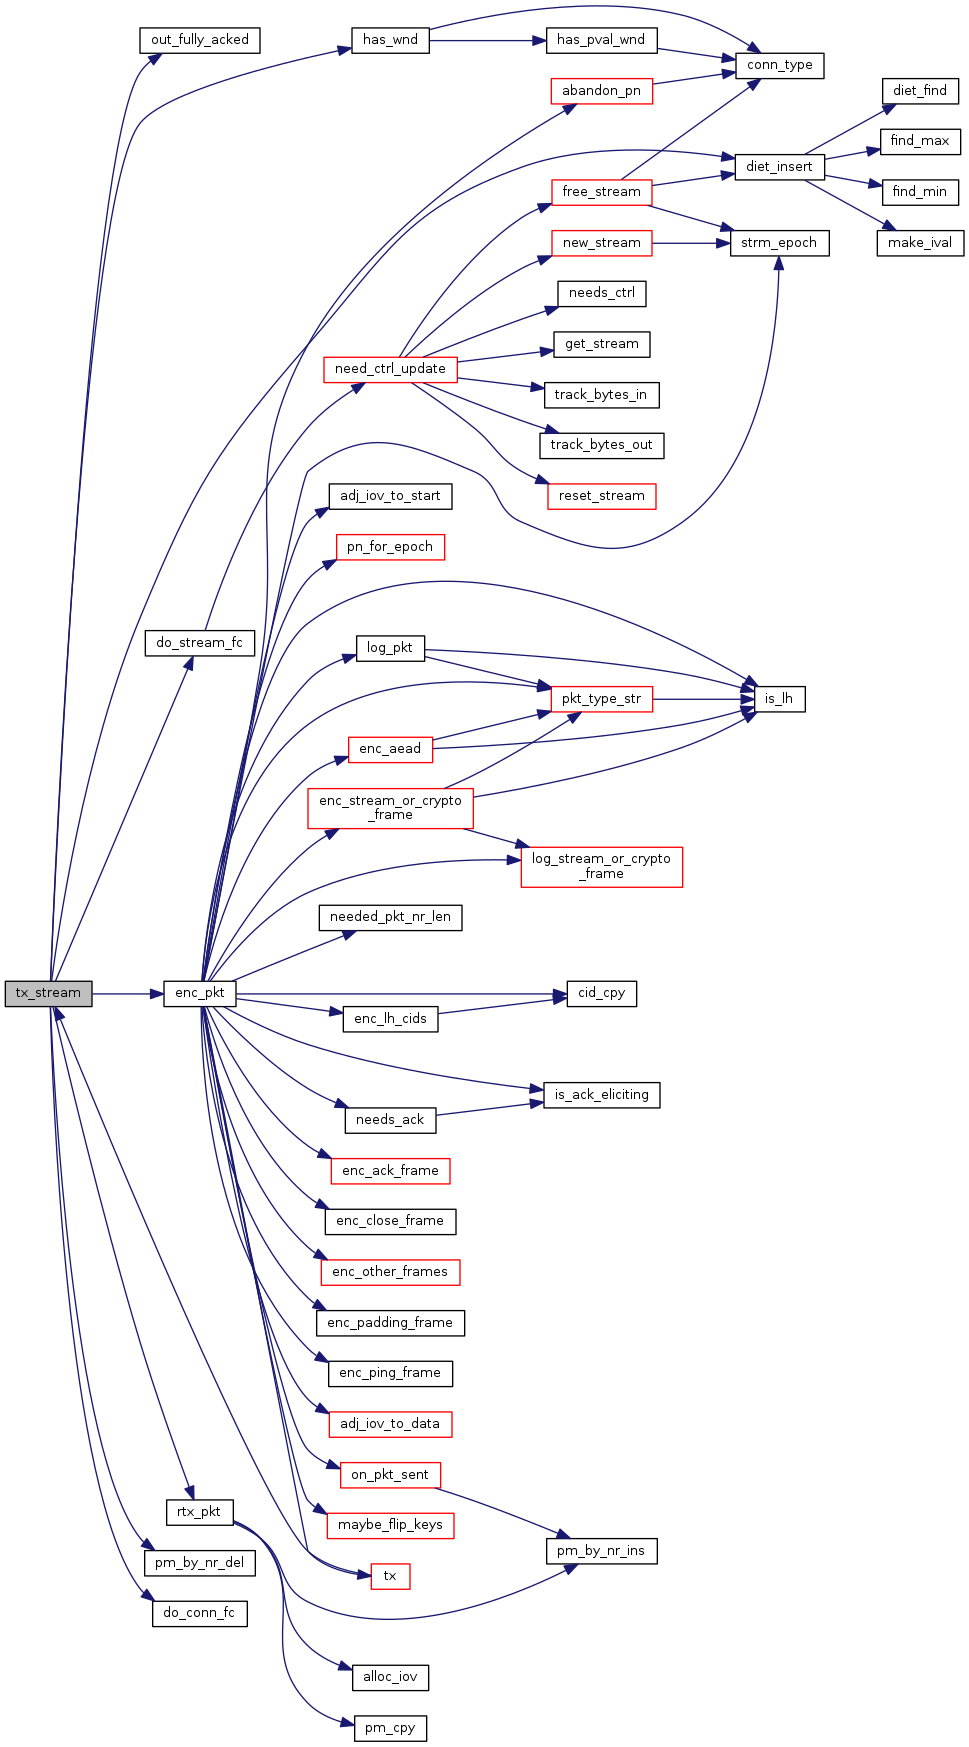 out_fully_acked
has_wnd
has_pval_wnd
conn_type
abandon_pn
diet_find
find_max
diet_insert
find_min
free_stream
make_ival
new_stream
strm_epoch
needs_ctrl
get_stream
need_ctrl_update
track_bytes_in
track_bytes_out
adj_iov_to_start
reset_stream
pn_for_epoch
do_stream_fc
log_pkt
pkt_type_str
is_lh
enc_aead
enc_stream_or_crypto
_frame
log_stream_or_crypto
_frame
needed_pkt_nr_len
tx_stream
enc_pkt
cid_cpy
enc_lh_cids
is_ack_eliciting
needs_ack
enc_ack_frame
enc_close_frame
enc_other_frames
enc_padding_frame
enc_ping_frame
adj_iov_to_data
on_pkt_sent
rtx_pkt
maybe_flip_keys
pm_by_nr_ins
pm_by_nr_del
tx
do_conn_fc
alloc_iov
pm_cpy